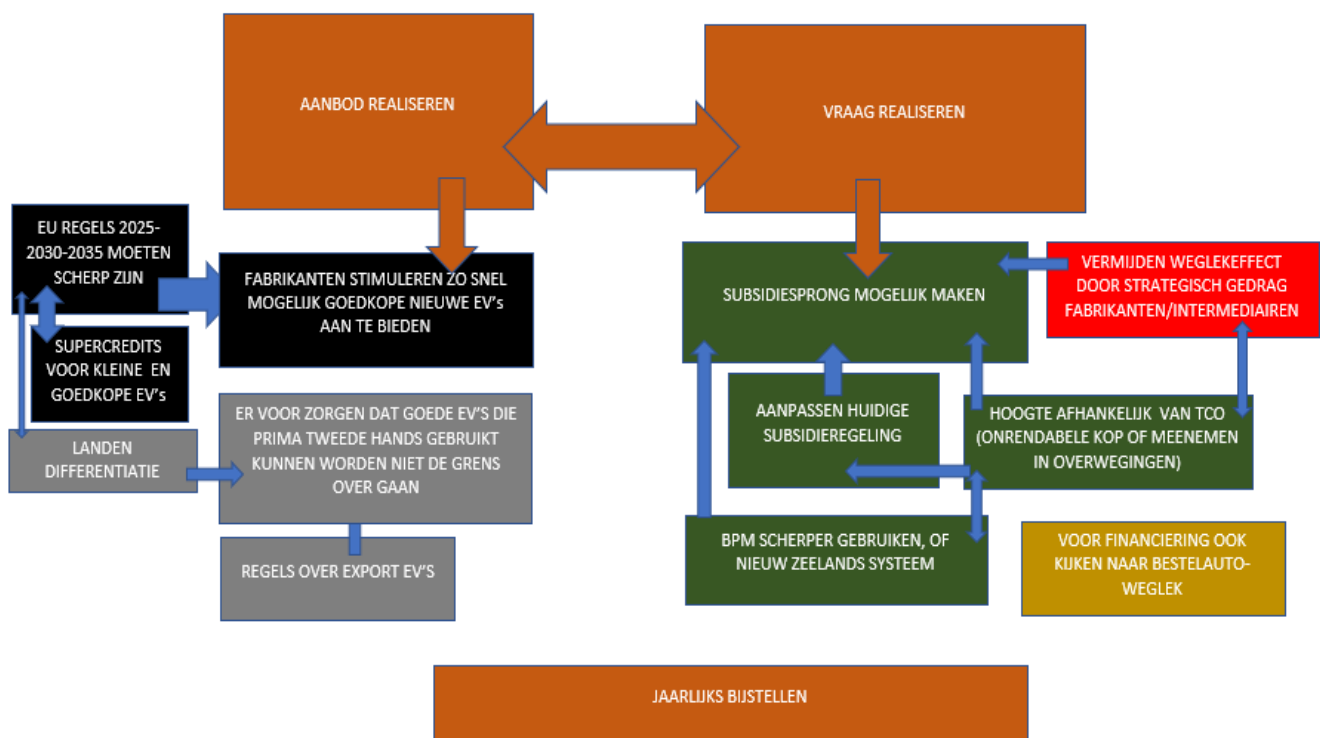 AANBOD REALISEREN
VRAAG REALISEREN
EU REGELS 2025-
2030-2035 MOETEN
SCHERP ZIJN
FABRIKANTEN STIMULEREN ZO SNEL
MOGELIJK GOEDKOPE NIEUWE EV's
AAN TE BIEDEN
SUPERCREDITS
VOOR KLEINE EN
GOEDKOPE EV's
LANDEN
DIFFERENTIATIE
ER VOOR ZORGEN DAT GOEDE EV'S DIE
PRIMA TWEEDE HANDS GEBRUIKT
KUNNEN WORDEN NIET DE GRENS
OVER GAAN
REGELS OVER EXPORT EV'S
SUBSIDIESPRONG MOGELIJK MAKEN
VERMIJDEN WEGLEKEFFECT
DOOR STRATEGISCH GEDRAG
FABRIKANTEN/INTERMEDIAIREN
AANPASSEN HUIDIGE
SUBSIDIEREGELING
HOOGTE AFHANKELIJK VAN TCO
(ONRENDABELE KOP OF MEENEMEN
IN OVERWEGINGEN)
BPM SCHERPER GEBRUIKEN, OF
NIEUW ZEELANDS SYSTEEM
VOOR FINANCIERING OOK
KIJKEN NAAR BESTELAUTO-
WEGLEK
JAARLIJKS BIJSTELLEN